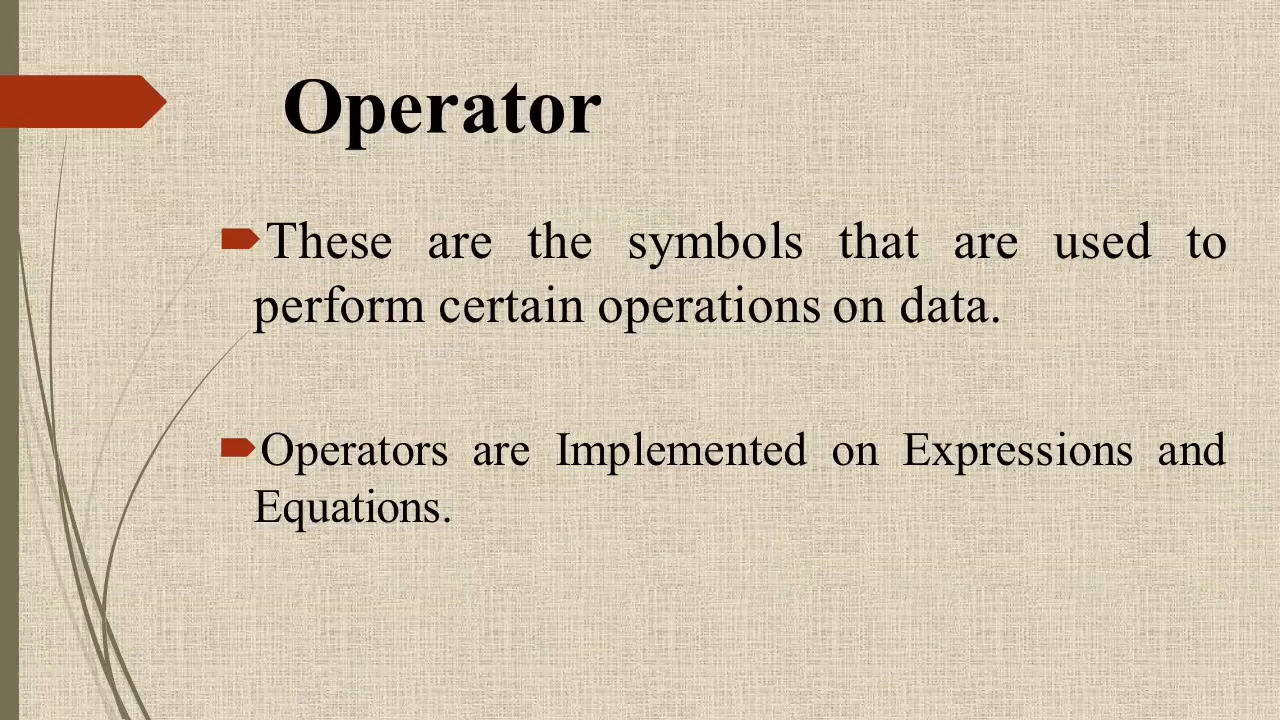 Operator
These are the symbols that are used to
perform certain operations on data.
Operators are Implemented on Expressions and
Equations.